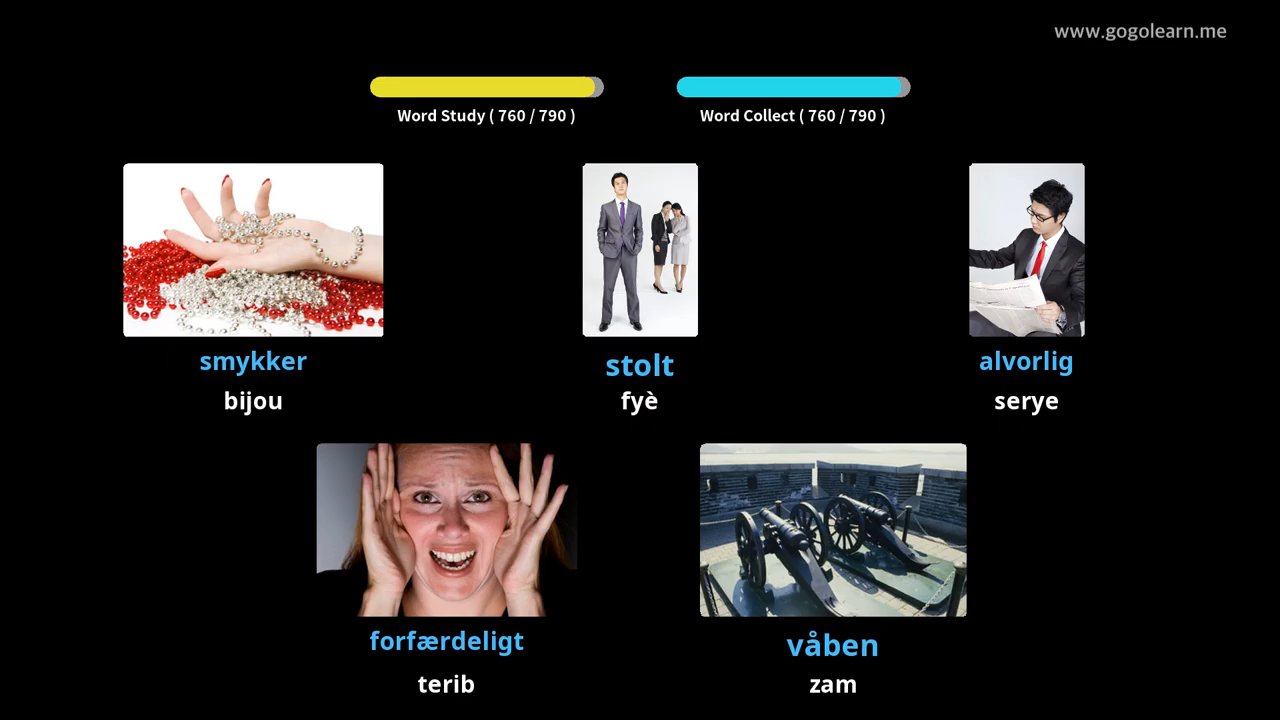 www.gogolearn.me
Word Study ( 760 / 790 )
Word Collect ( 760 / 790 )
smykker
bijou
stolt
fyè
alvorlig
serye
forfærdeligt
terib
våben
zam